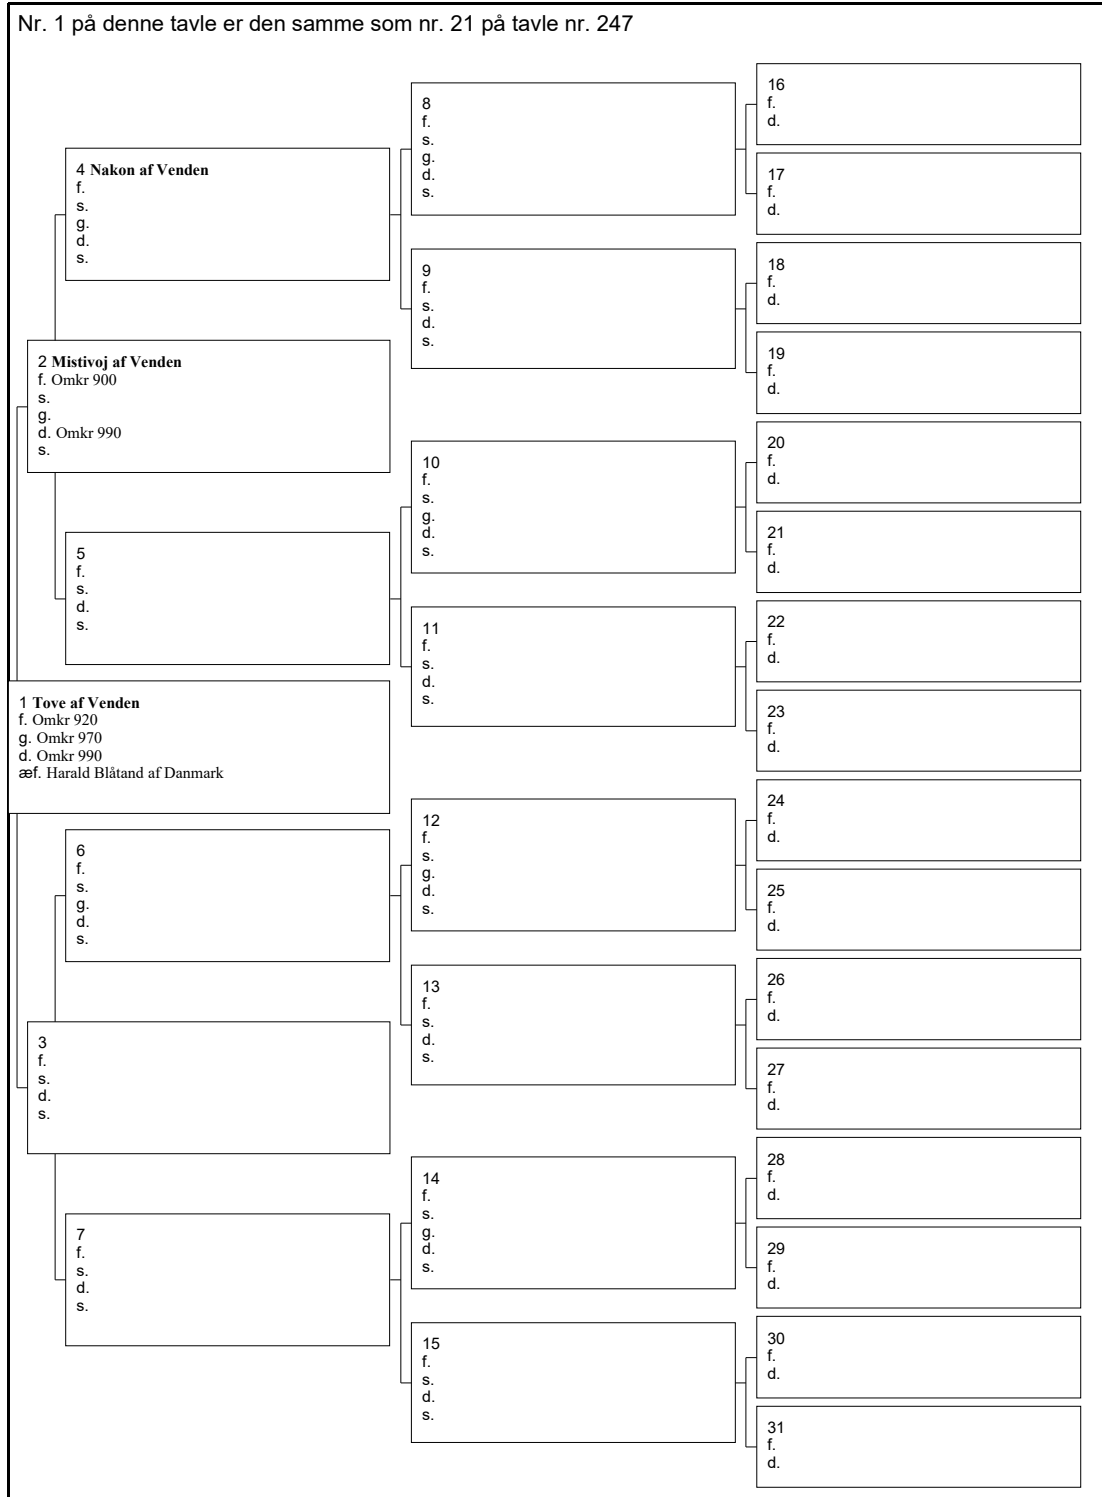 Nr. 1 på denne tavle er den samme som nr. 21 på tavle nr. 247
4 Nakon af Venden
f.
s.
g.
d.
s.
2 Mistivoj af Venden
f. Omkr 900
s.
g.
d. Omkr 990
s.
5
f.
s.
d.
s.
1 Tove af Venden
f. Omkr 920
g. Omkr 970
d. Omkr 990
æf. Harald Blåtand af Danmark
6
f.
s.
g.
d.
s.
3
f.
s.
d.
s.
7
f.
s.
d.
s.
8
f.
s.
g.
d.
s.
9
f.
s.
d.
s.
10
f.
s.
g.
d.
s.
11
f.
s.
d.
s.
12
f.
s.
g.
d.
s.
13
f.
s.
d.
s.
14
f.
s.
g.
d.
s.
15
f.
s.
d.
s.
16
f.
d.
17
f.
d.
18
f.
d.
19
f.
d.
20
f.
d.
21
f.
d.
22
f.
d.
23
f.
d.
24
f.
d.
25
f.
d.
26
f.
d.
27
f.
d.
28
f.
d.
29
f.
d.
30
f.
d.
31
f.
d.